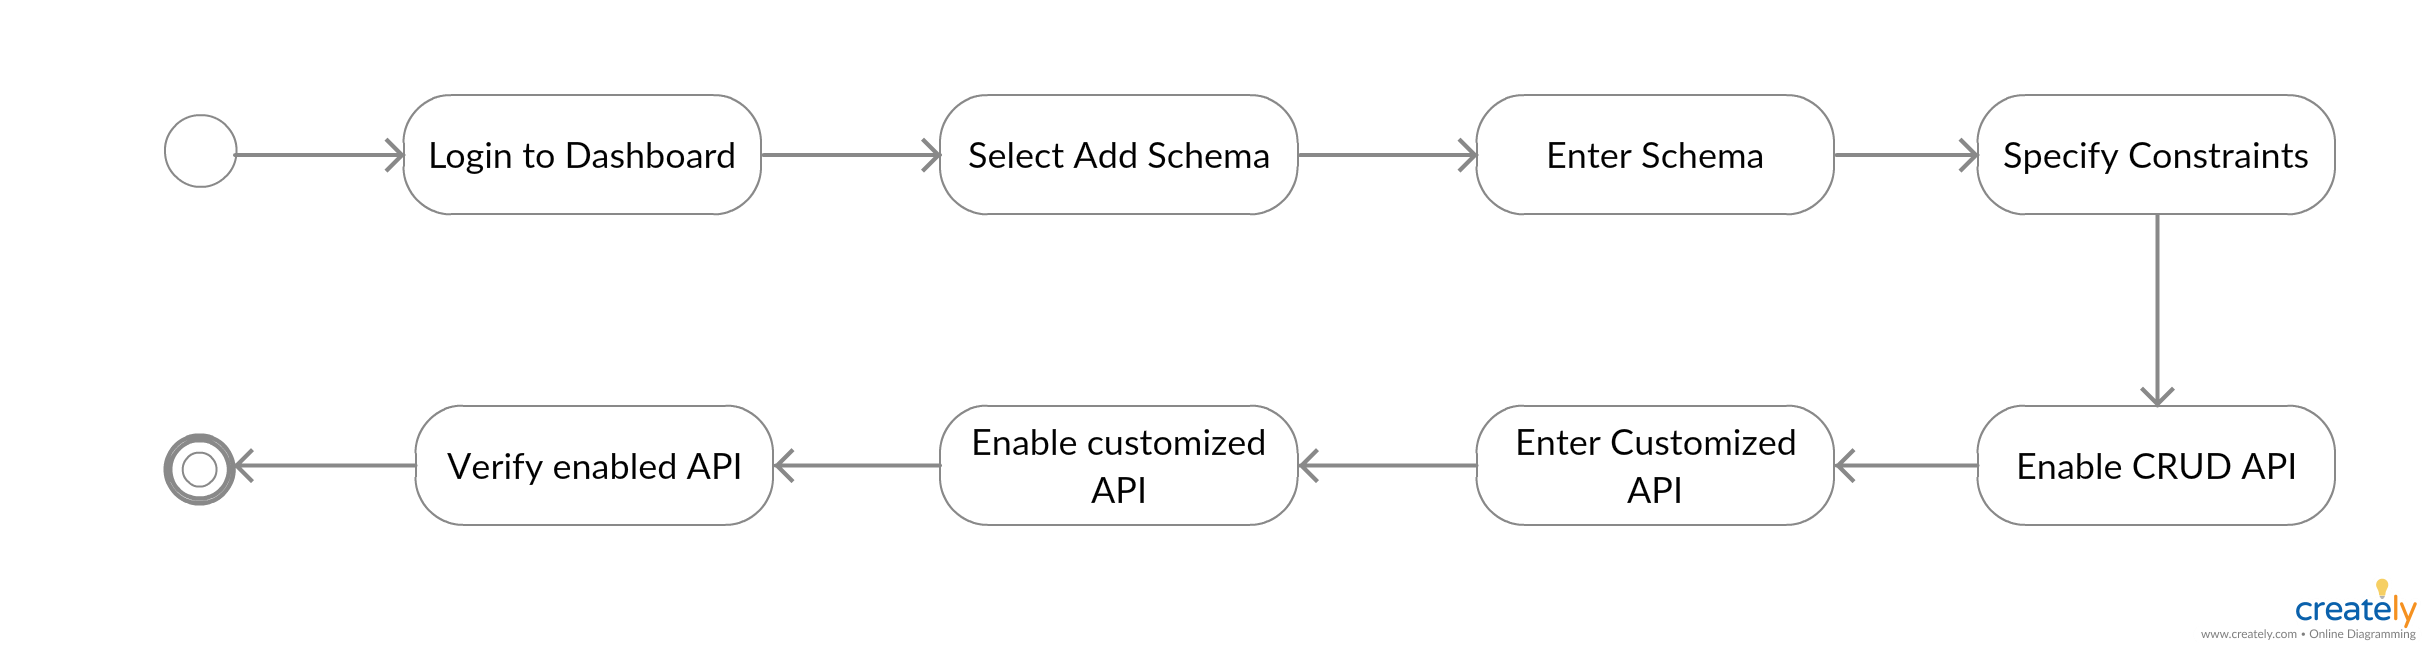 Login to Dashboard
Select Add Schema
Enter Schema
Specify Constraints
Verify enabled API
Enable customized
API
Enter Customized
API
Enable CRUD API
creately
www.creately.com • Online Diagramming